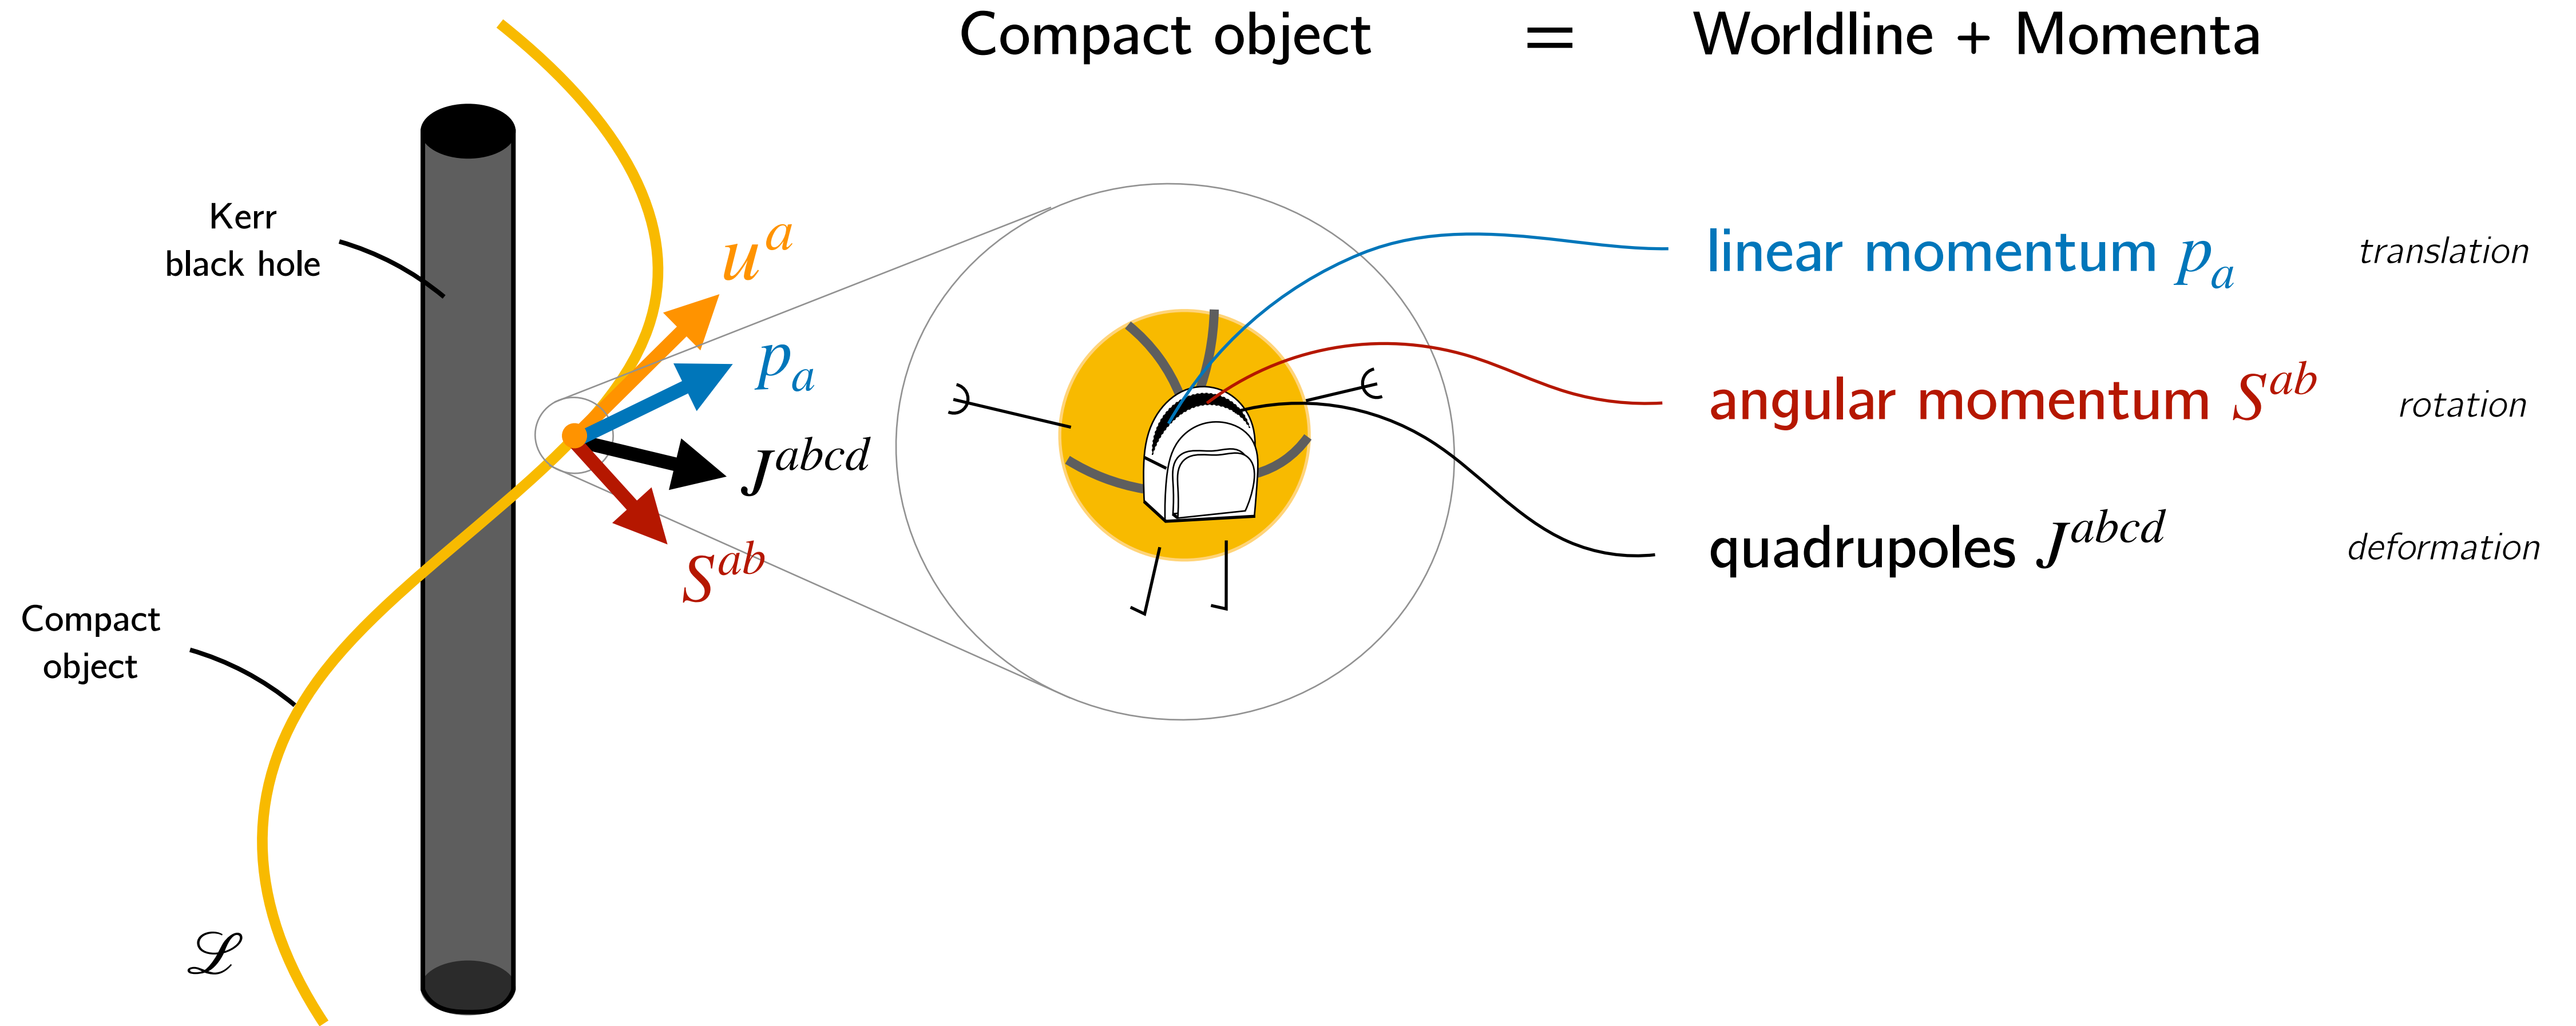 Compact object = Worldline + Momenta
Kerr
black hole
u^a
p_a
J^{abcd}
S^{ab}
linear momentum p_a translation
angular momentum S^{ab} rotation
quadrupoles J^{abcd} deformation
Compact
object
ℒ